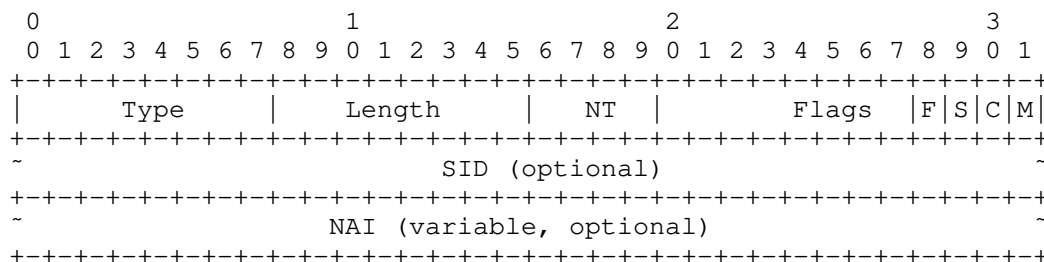 0                   1                   2                   3
 0 1 2 3 4 5 6 7 8 9 0 1 2 3 4 5 6 7 8 9 0 1 2 3 4 5 6 7 8 9 0 1
+-+-+-+-+-+-+-+-+-+-+-+-+-+-+-+-+-+-+-+-+-+-+-+-+-+-+-+-+-+-+-+-+
|      Type     |    Length     |   NT  |        Flags  |F|S|C|M|
+-+-+-+-+-+-+-+-+-+-+-+-+-+-+-+-+-+-+-+-+-+-+-+-+-+-+-+-+-+-+-+-+
~                          SID (optional)                       ~
+-+-+-+-+-+-+-+-+-+-+-+-+-+-+-+-+-+-+-+-+-+-+-+-+-+-+-+-+-+-+-+-+
~                   NAI (variable, optional)                    ~
+-+-+-+-+-+-+-+-+-+-+-+-+-+-+-+-+-+-+-+-+-+-+-+-+-+-+-+-+-+-+-+-+